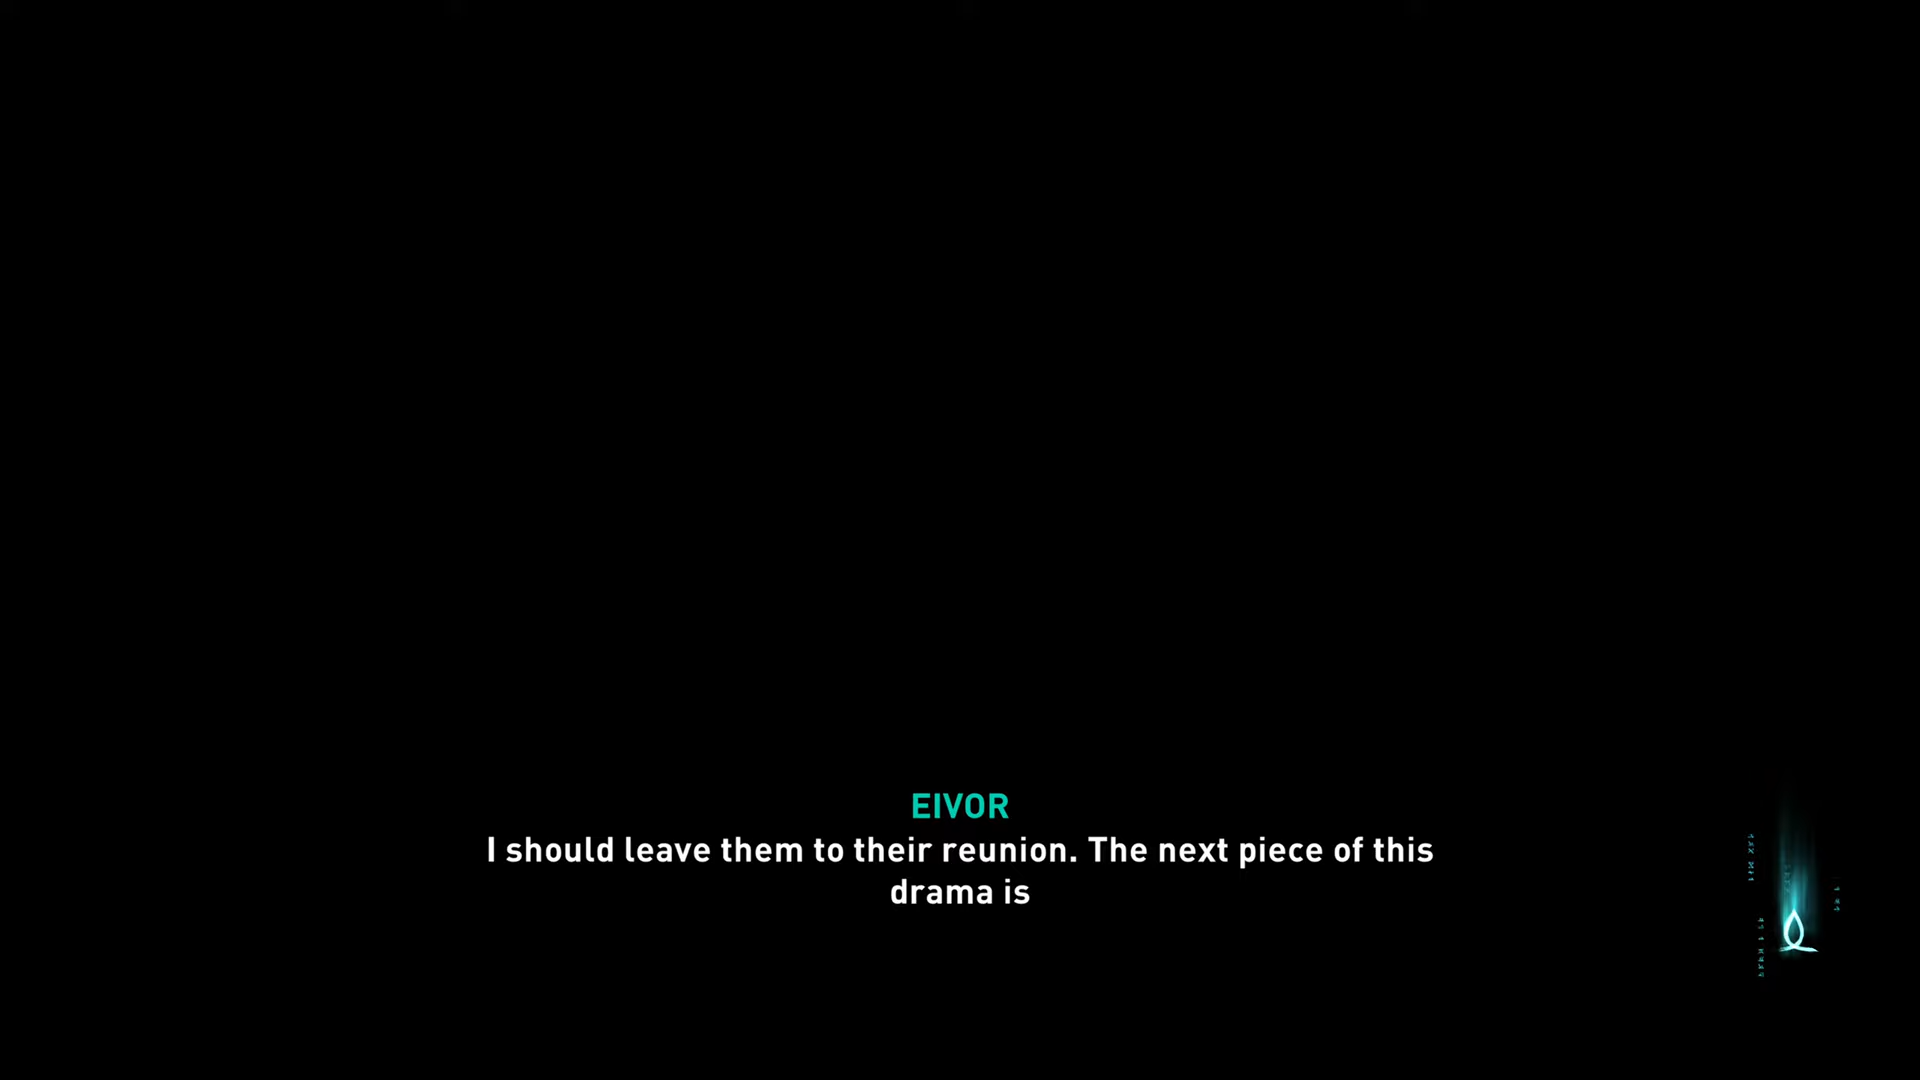 EIVOR
I should leave them to their reunion. The next piece of this
drama is